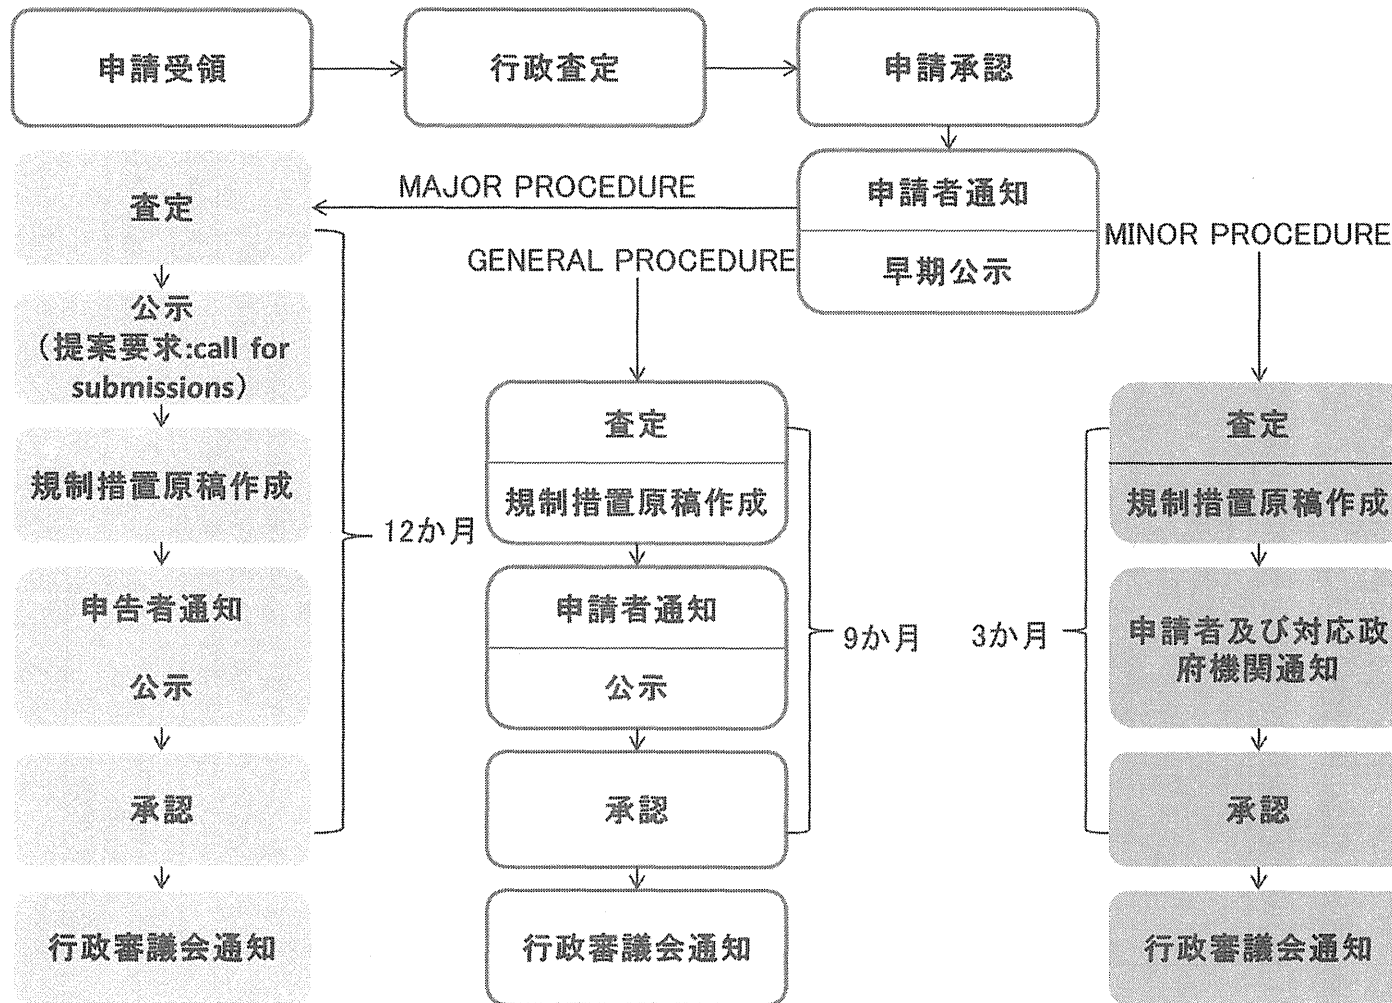 申請受領
行政査定
申請承認
申請者通知
早期公示
MAJOR PROCEDURE
GENERAL PROCEDURE
MINOR PROCEDURE
査定
公示
（提案要求:call for
submissions）
規制措置原稿作成
申告者通知
公示
承認
行政審議会通知
12か月
査定
規制措置原稿作成
申請者通知
公示
承認
行政審議会通知
9か月
3か月
査定
規制措置原稿作成
申請者及び対応政
府機関通知
承認
行政審議会通知